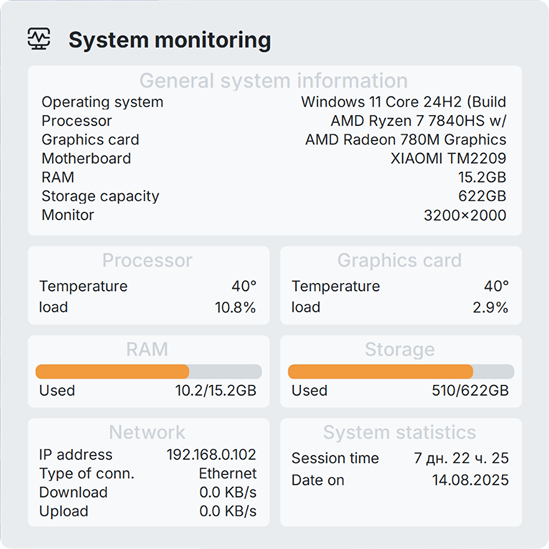 System monitoring
General system information
Operating system Windows 11 Core 24H2 (Build
Processor AMD Ryzen 7 7840HS w/
Graphics card AMD Radeon 780M Graphics
Motherboard XIAOMI TM2209
RAM 15.2GB
Storage capacity 622GB
Monitor 3200×2000
Processor
Temperature 40°
load 10.8%
Graphics card
Temperature 40°
load 2.9%
RAM
Used 10.2/15.2GB
Storage
Used 510/622GB
Network
IP address 192.168.0.102
Type of conn. Ethernet
Download 0.0 KB/s
Upload 0.0 KB/s
System statistics
Session time 7 дн. 22 ч. 25
Date on 14.08.2025